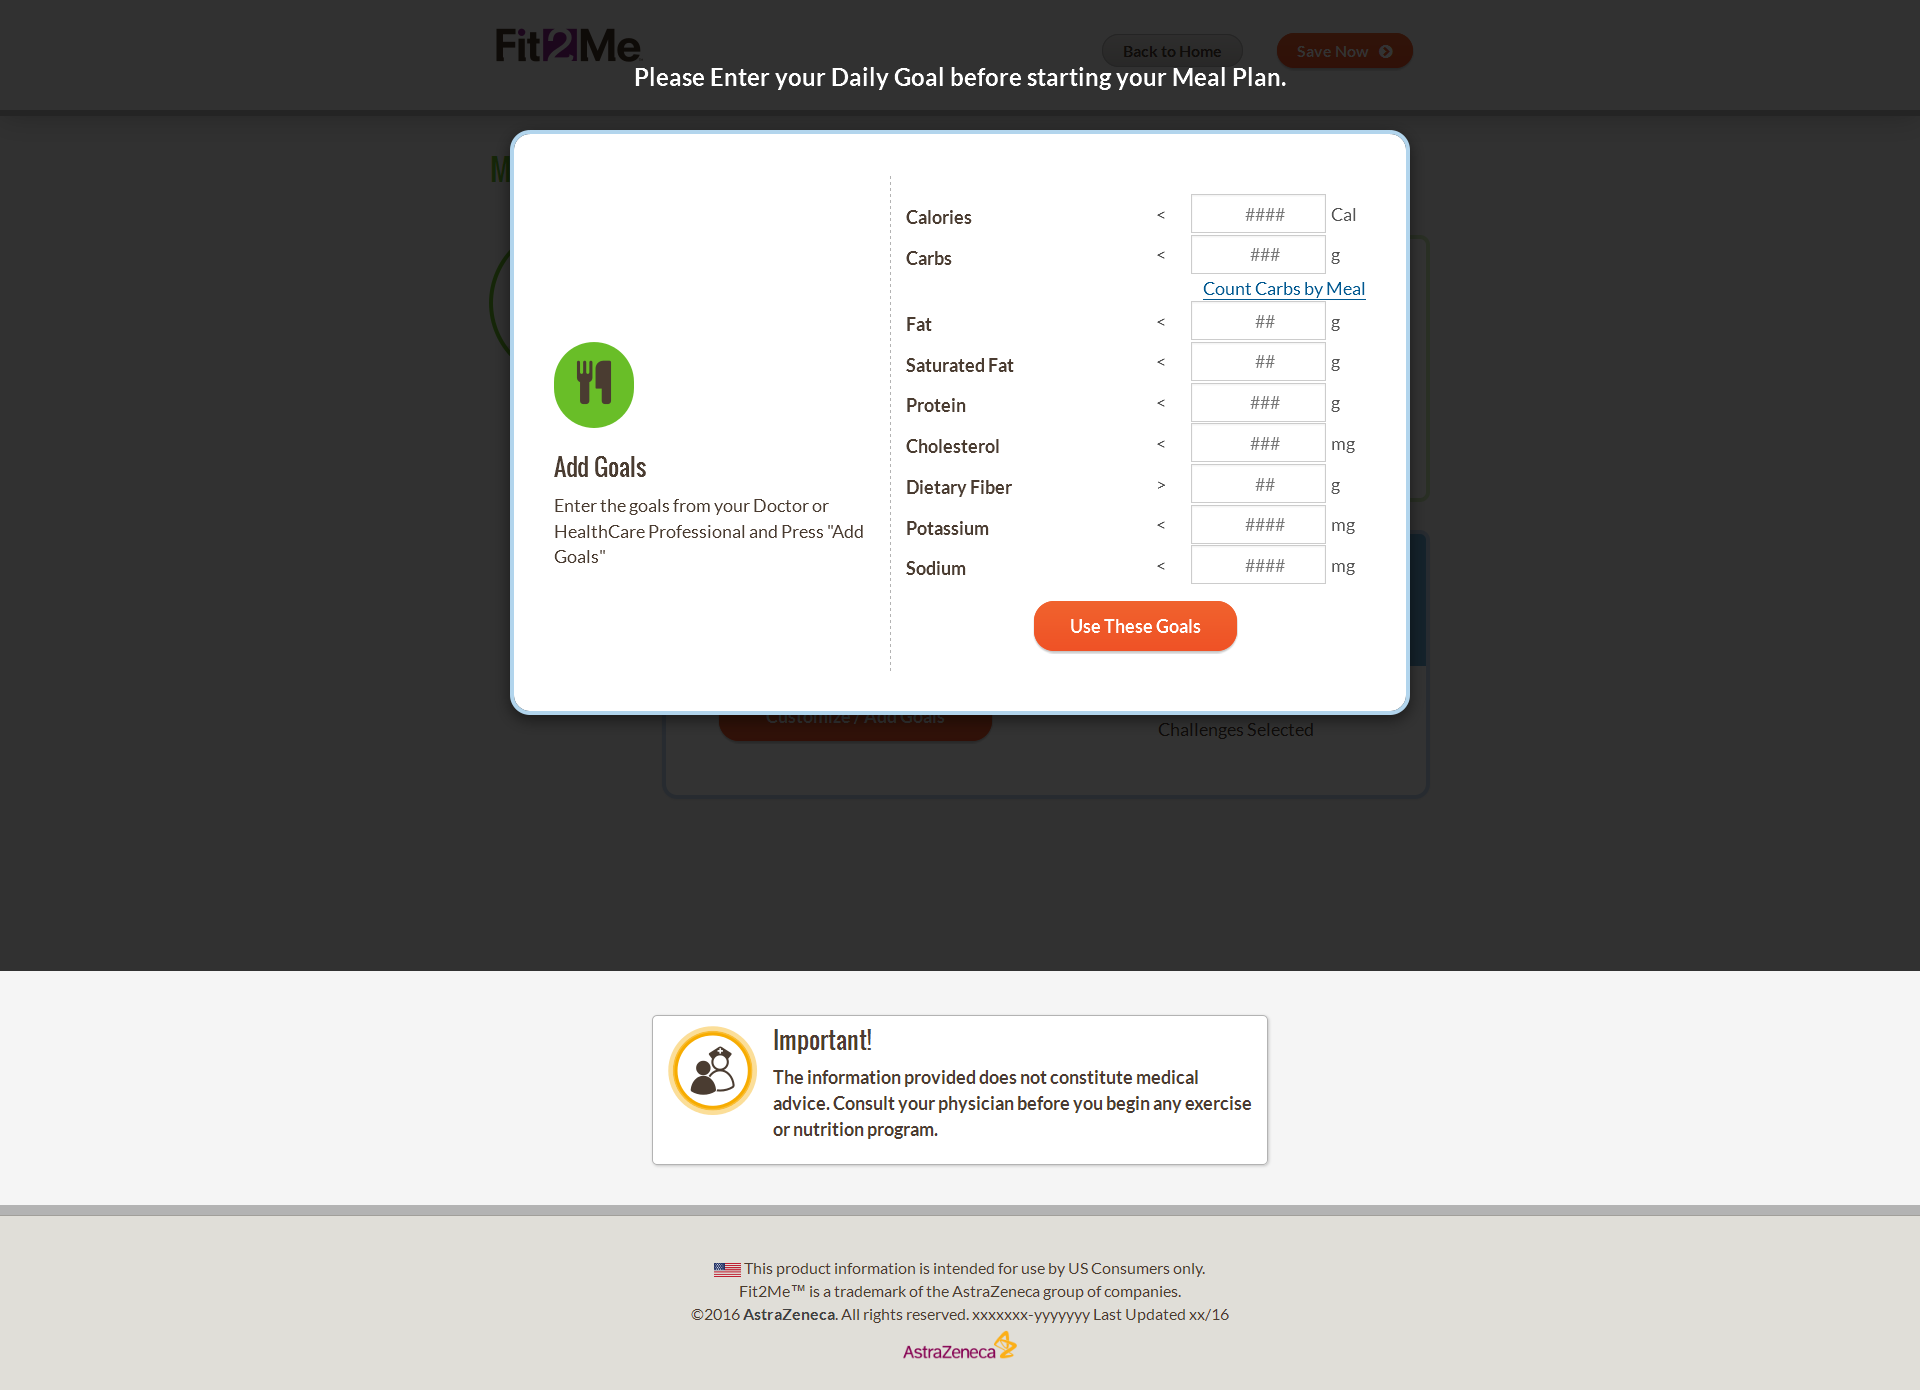 Fit2Me
Back to Home
Save Now
Please Enter your Daily Goal before starting your Meal Plan.
M
Calories < #### Cal
Carbs < ### g
Count Carbs by Meal
Fat < ## g
Saturated Fat < ## g
Protein < ### g
Cholesterol < ### mg
Dietary Fiber > ## g
Potassium < #### mg
Sodium < #### mg
Use These Goals
Add Goals
Enter the goals from your Doctor or
HealthCare Professional and Press "Add
Goals"
Customize / Add Goals
Challenges Selected
Important!
The information provided does not constitute medical
advice. Consult your physician before you begin any exercise
or nutrition program.
This product information is intended for use by US Consumers only.
Fit2Me™ is a trademark of the AstraZeneca group of companies.
©2016 AstraZeneca. All rights reserved. xxxxxxx-yyyyyyy Last Updated xx/16
AstraZeneca